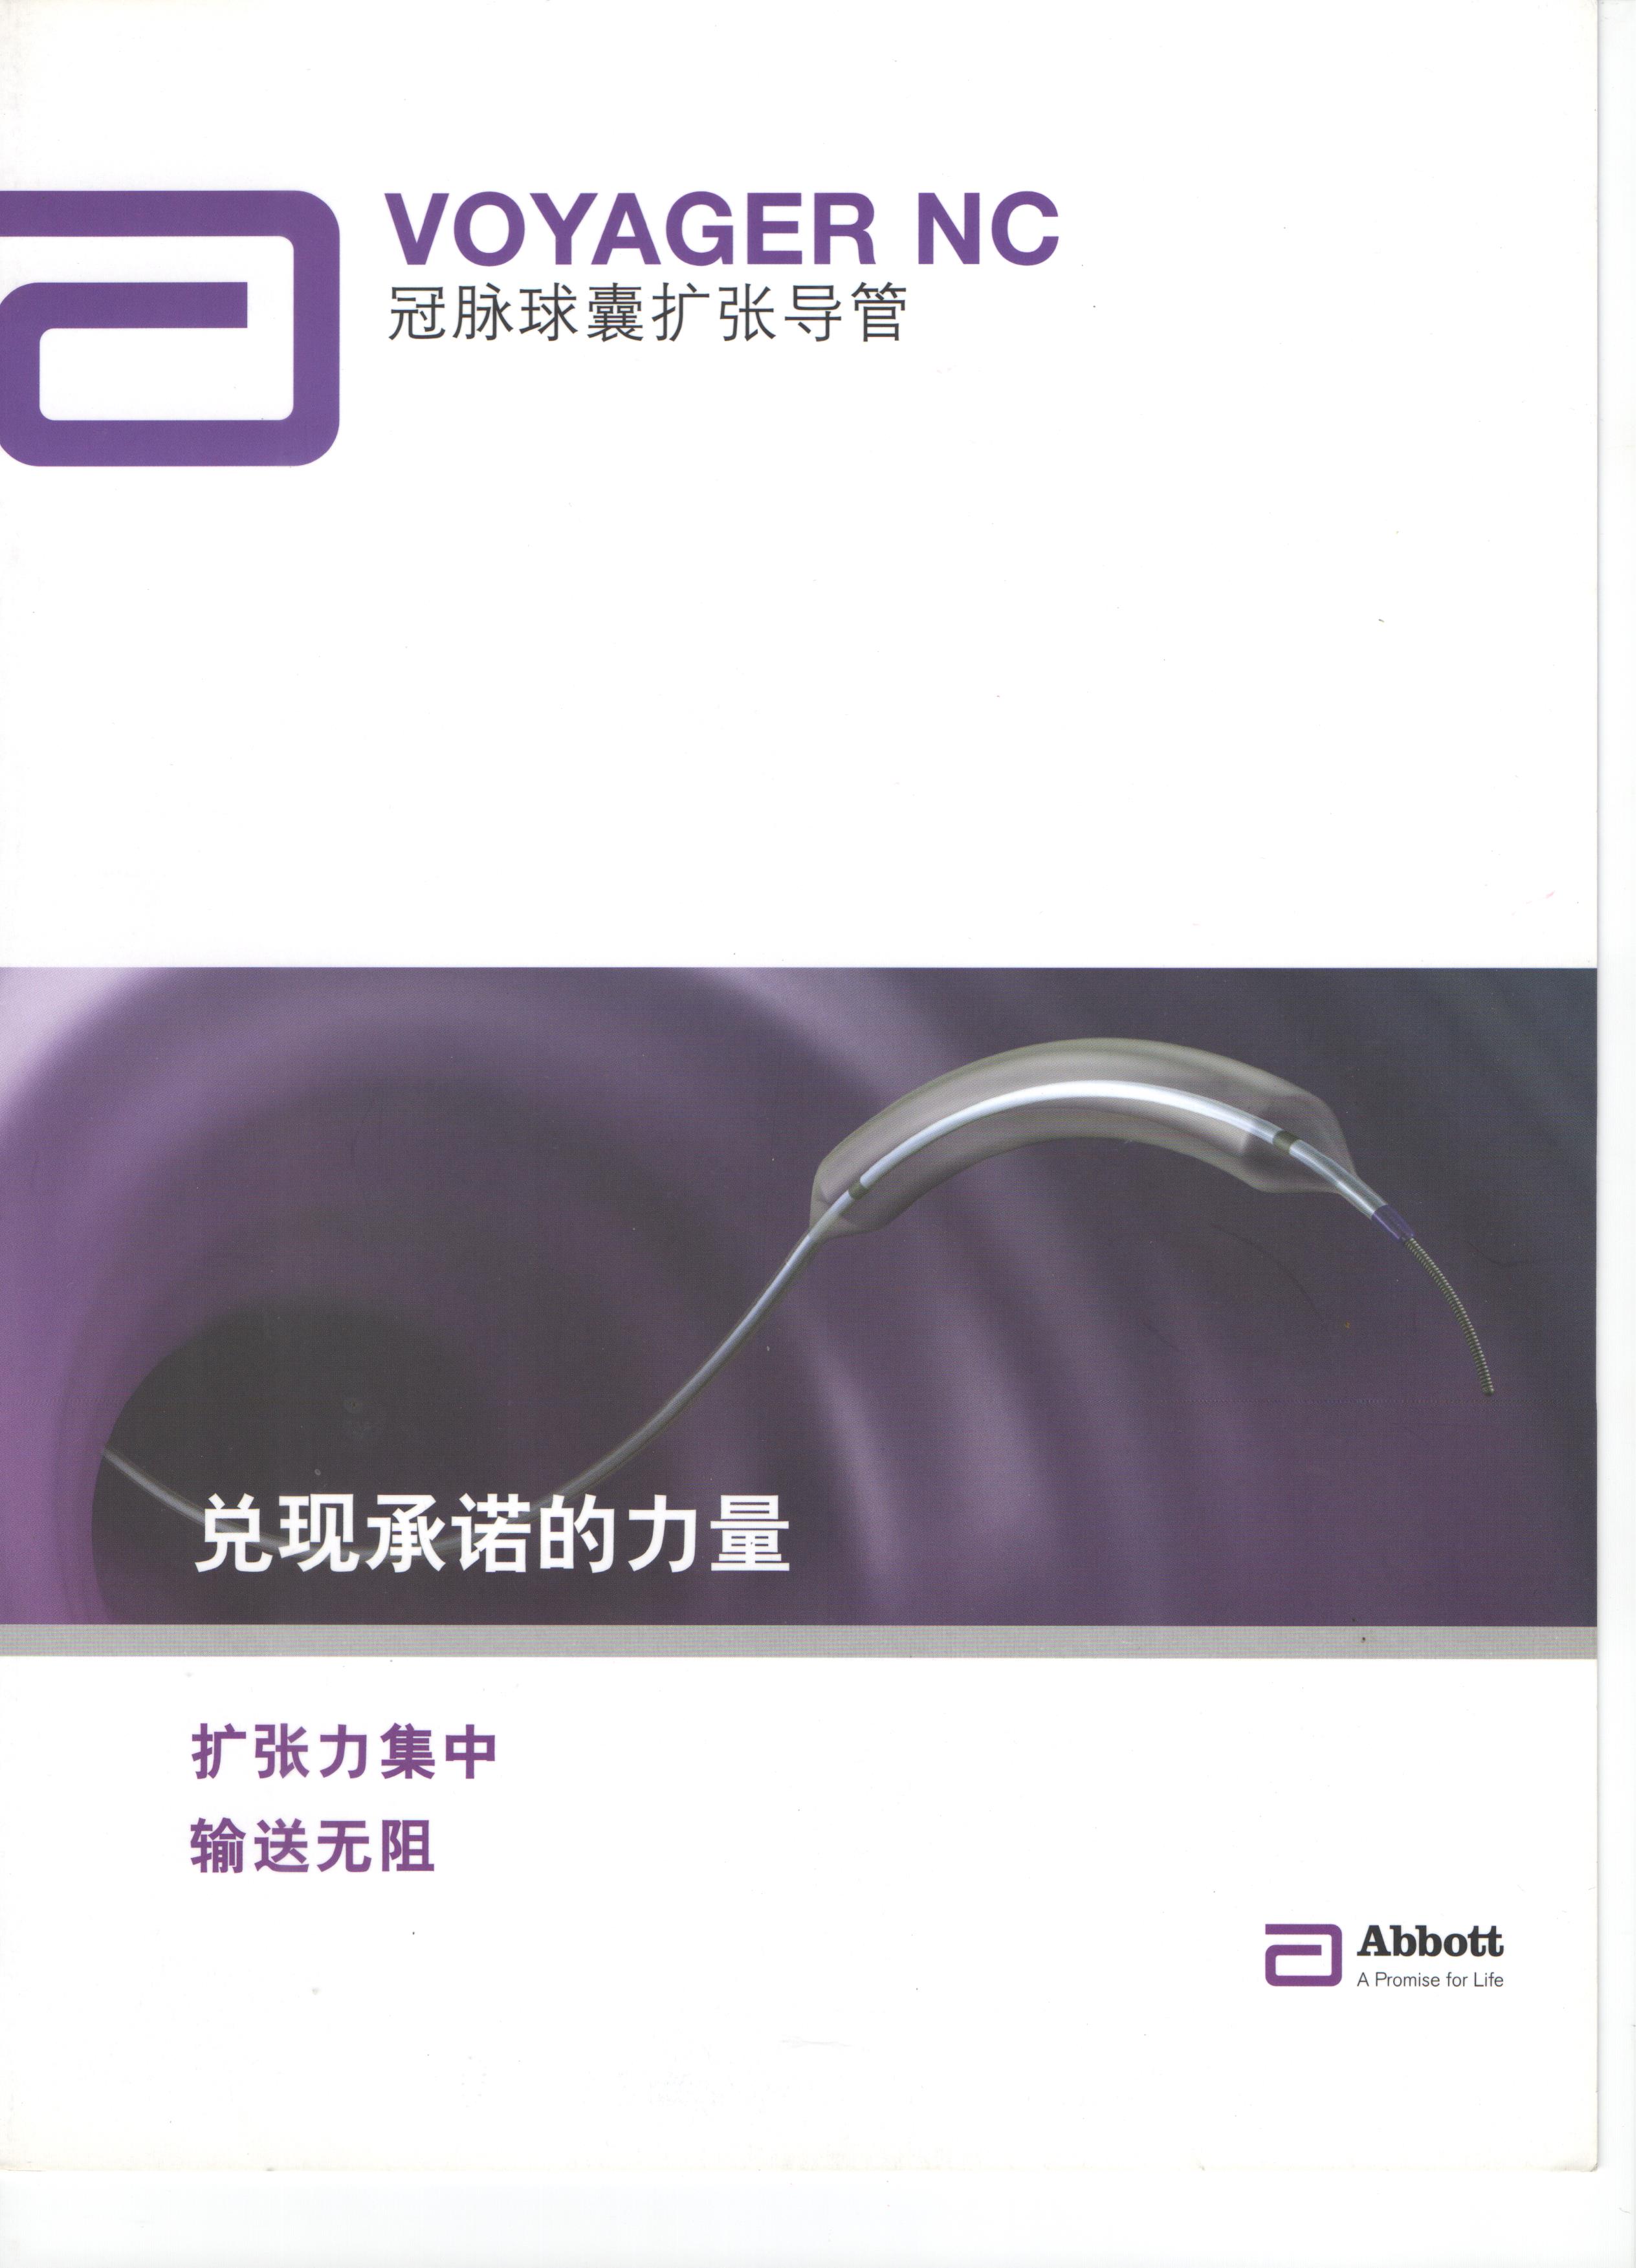 VOYAGER NC
冠脉球囊扩张导管
兑现承诺的力量
扩张力集中
输送无阻
Abbott
A Promise for Life